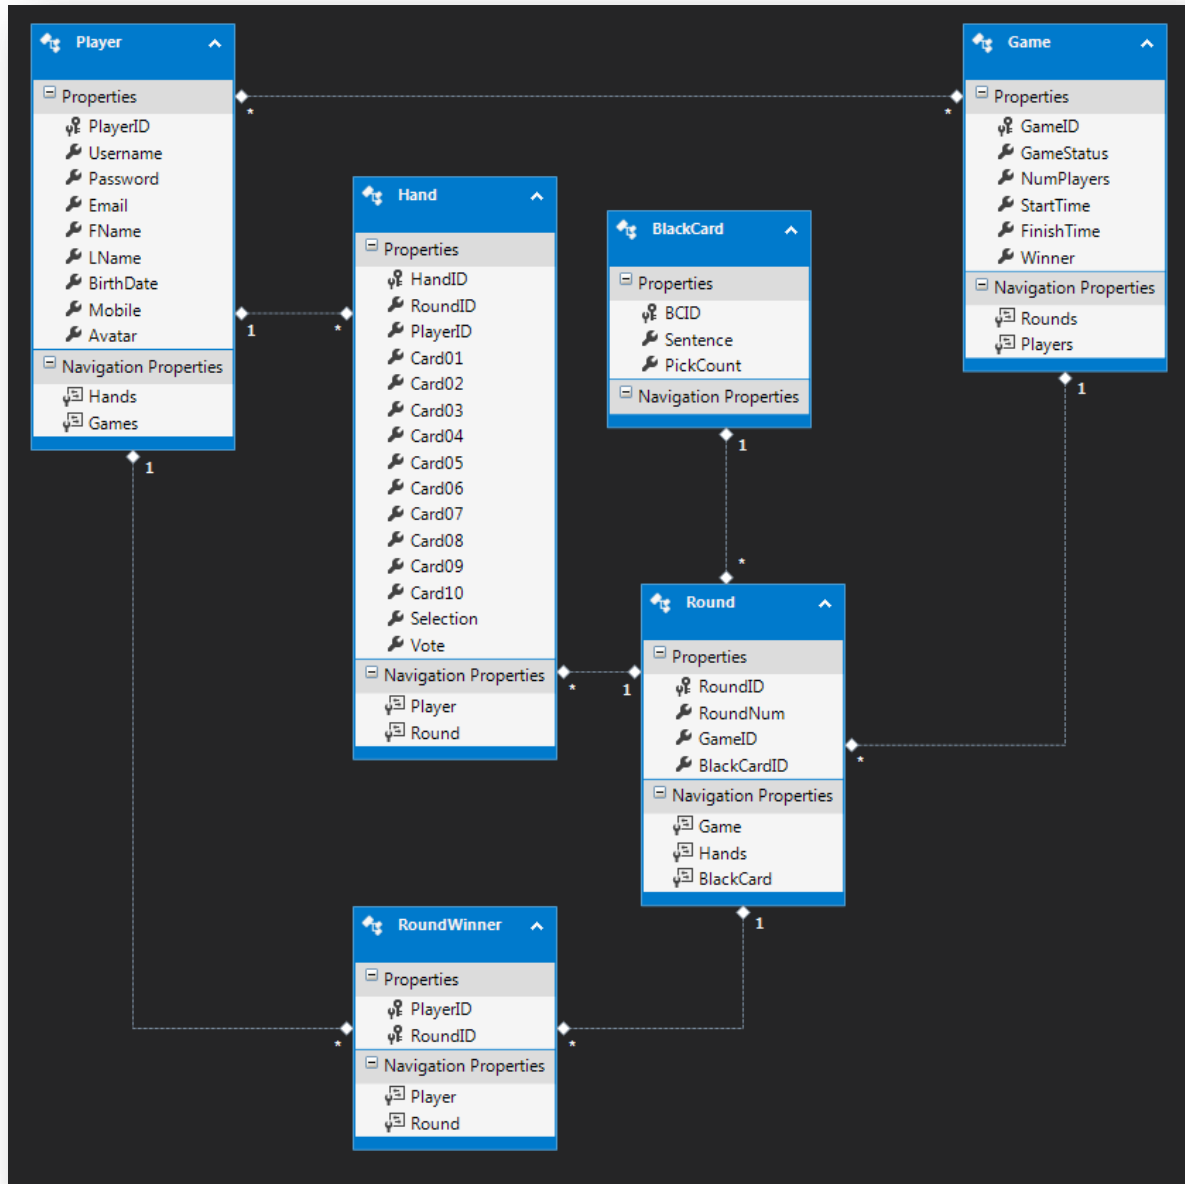 Player
Properties
PlayerID
Username
Password
Email
FName
LName
BirthDate
Mobile
Avatar
Navigation Properties
Hands
Games
*
*
1
*
1
Hand
Properties
HandID
RoundID
PlayerID
Card01
Card02
Card03
Card04
Card05
Card06
Card07
Card08
Card09
Card10
Selection
Vote
Navigation Properties
Player
Round
*
1
BlackCard
Properties
BCID
Sentence
PickCount
Navigation Properties
1
*
Game
Properties
GameID
GameStatus
NumPlayers
StartTime
FinishTime
Winner
Navigation Properties
Rounds
Players
1
*
Round
Properties
RoundID
RoundNum
GameID
BlackCardID
Navigation Properties
Game
Hands
BlackCard
1
RoundWinner
Properties
PlayerID
RoundID
Navigation Properties
Player
Round
*
*